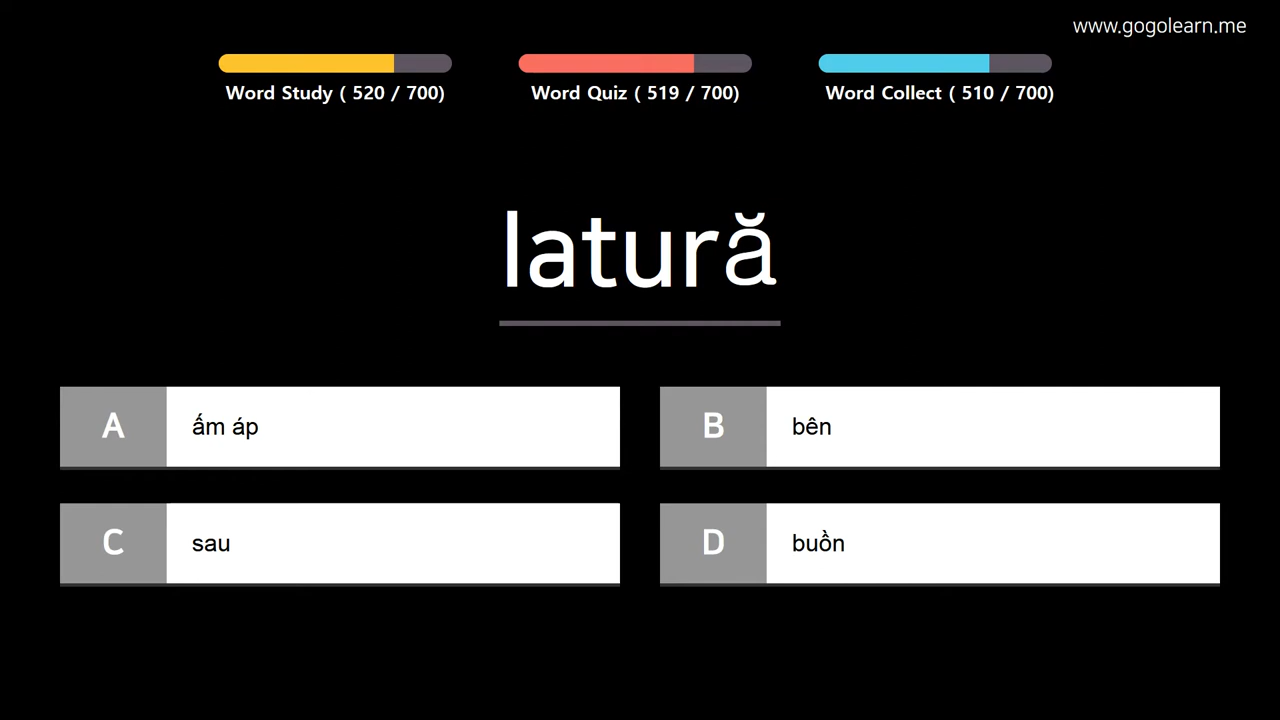 www.gogolearn.me
Word Study ( 520 / 700)
Word Quiz ( 519 / 700)
Word Collect ( 510 / 700)
latură
A
ấm áp
B
bên
C
sau
D
buồn